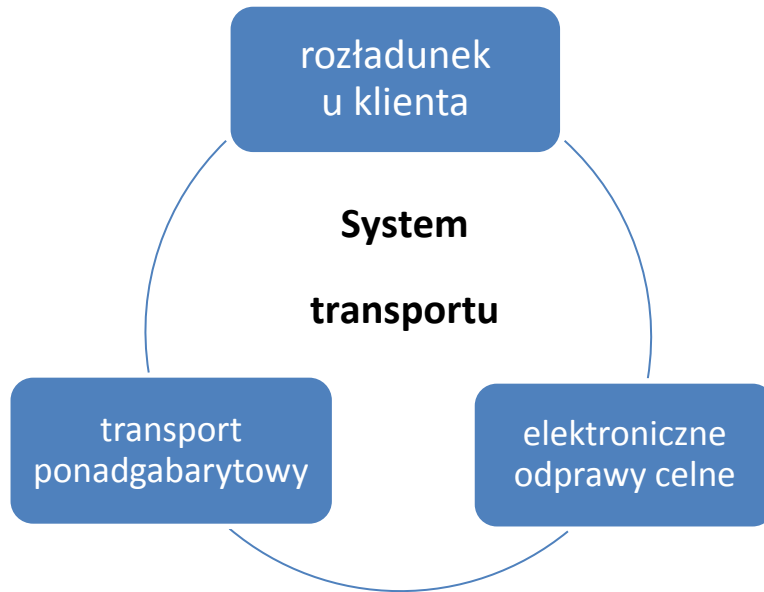 rozładunek
u klienta
System
transportu
transport
ponadgabarytowy
elektroniczne
odprawy celne